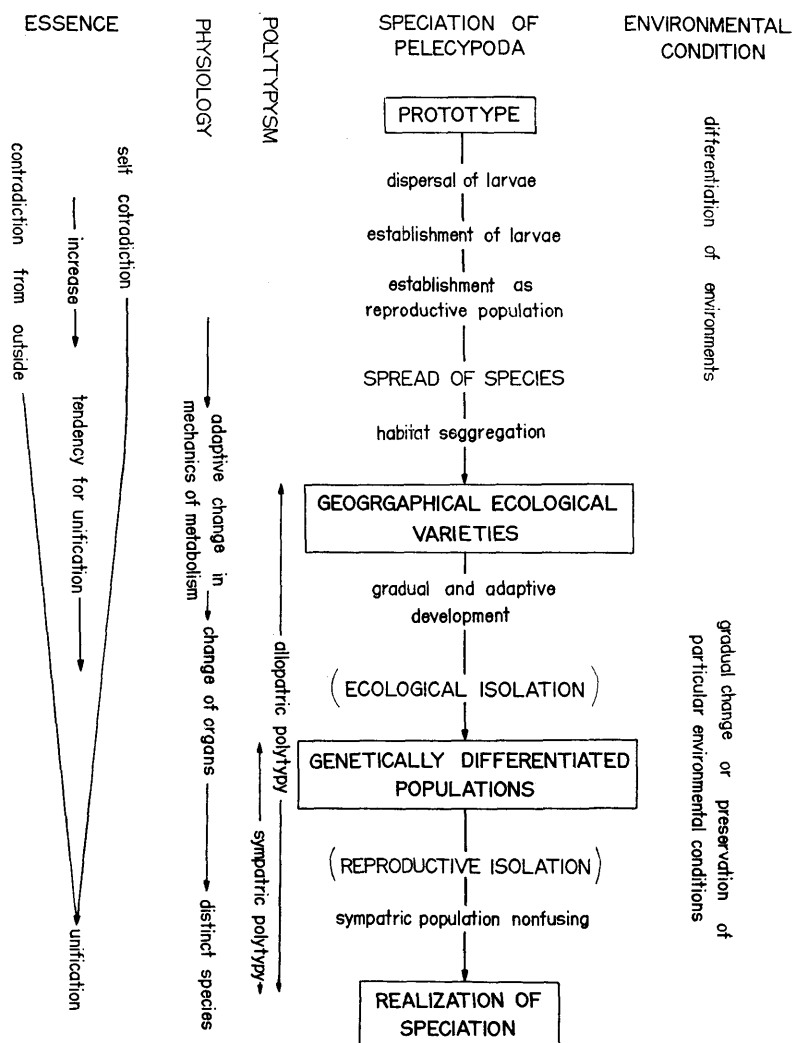 ESSENCE
PHYSIOLOGY
POLYTYPYSM
SPECIATION OF
PELECYPODA
ENVIRONMENTAL
CONDITION
contradiction from outside
self cotradiction
increase
tendency for unification
unification
adaptive change in
mechanics of metabolism
change of organs
distinct species
allopatric polytypy
sympatric polytypy
PROTOTYPE
dispersal of larvae
establishment of larvae
establishment as
reproductive population
SPREAD OF SPECIES
habitat seggregation
GEOGRGAPHICAL ECOLOGICAL
VARIETIES
gradual and adaptive
development
(ECOLOGICAL ISOLATION)
GENETICALLY DIFFERENTIATED
POPULATIONS
(REPRODUCTIVE ISOLATION)
sympatric population nonfusing
REALIZATION OF
SPECIATION
differentiation of environments
gradual change or preservation of
particular environmental conditions